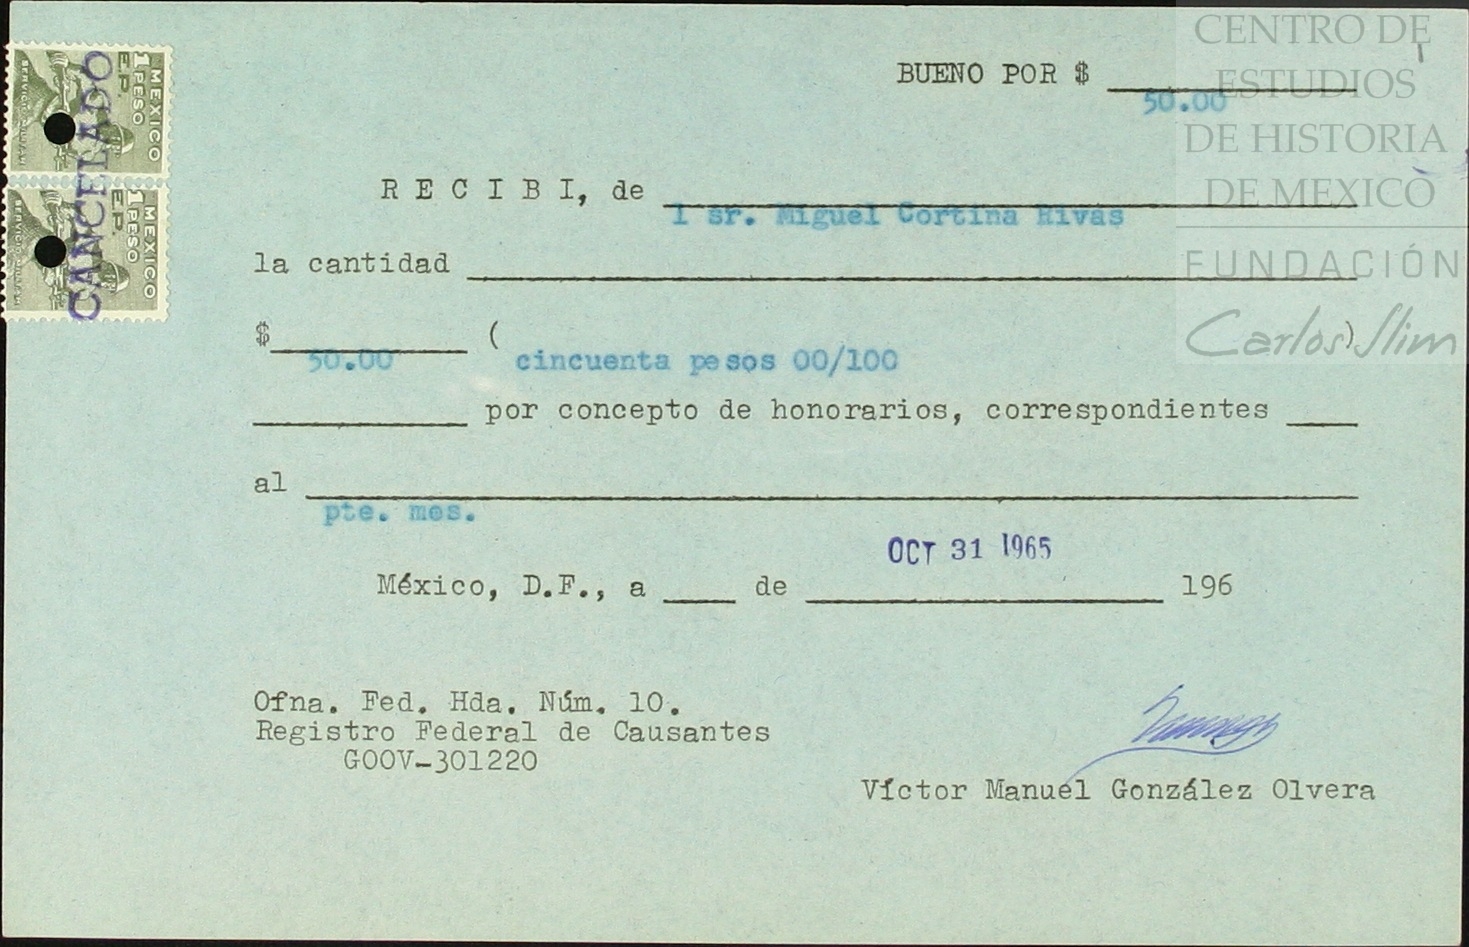 CENTRO DE
ESTUDIOS
DE HISTORIA
DE MEXICO
FUNDACIÓN
Carlos Slim
MEXICO
1 PESO
E.P.
MEXICO
1 PESO
E.P.
CANCELADO
BUENO POR $ 50.00
R E C I B I, de l sr. Miguel Cortina Rivas
la cantidad
$ 50.00 ( cincuenta pesos 00/100 )
por concepto de honorarios, correspondientes
al pte. mes.
OCT 31 1965
México, D.F., a ____ de ____ 196
Ofna. Fed. Hda. Núm. 10.
Registro Federal de Causantes
GOOV-301220
Víctor Manuel González Olvera